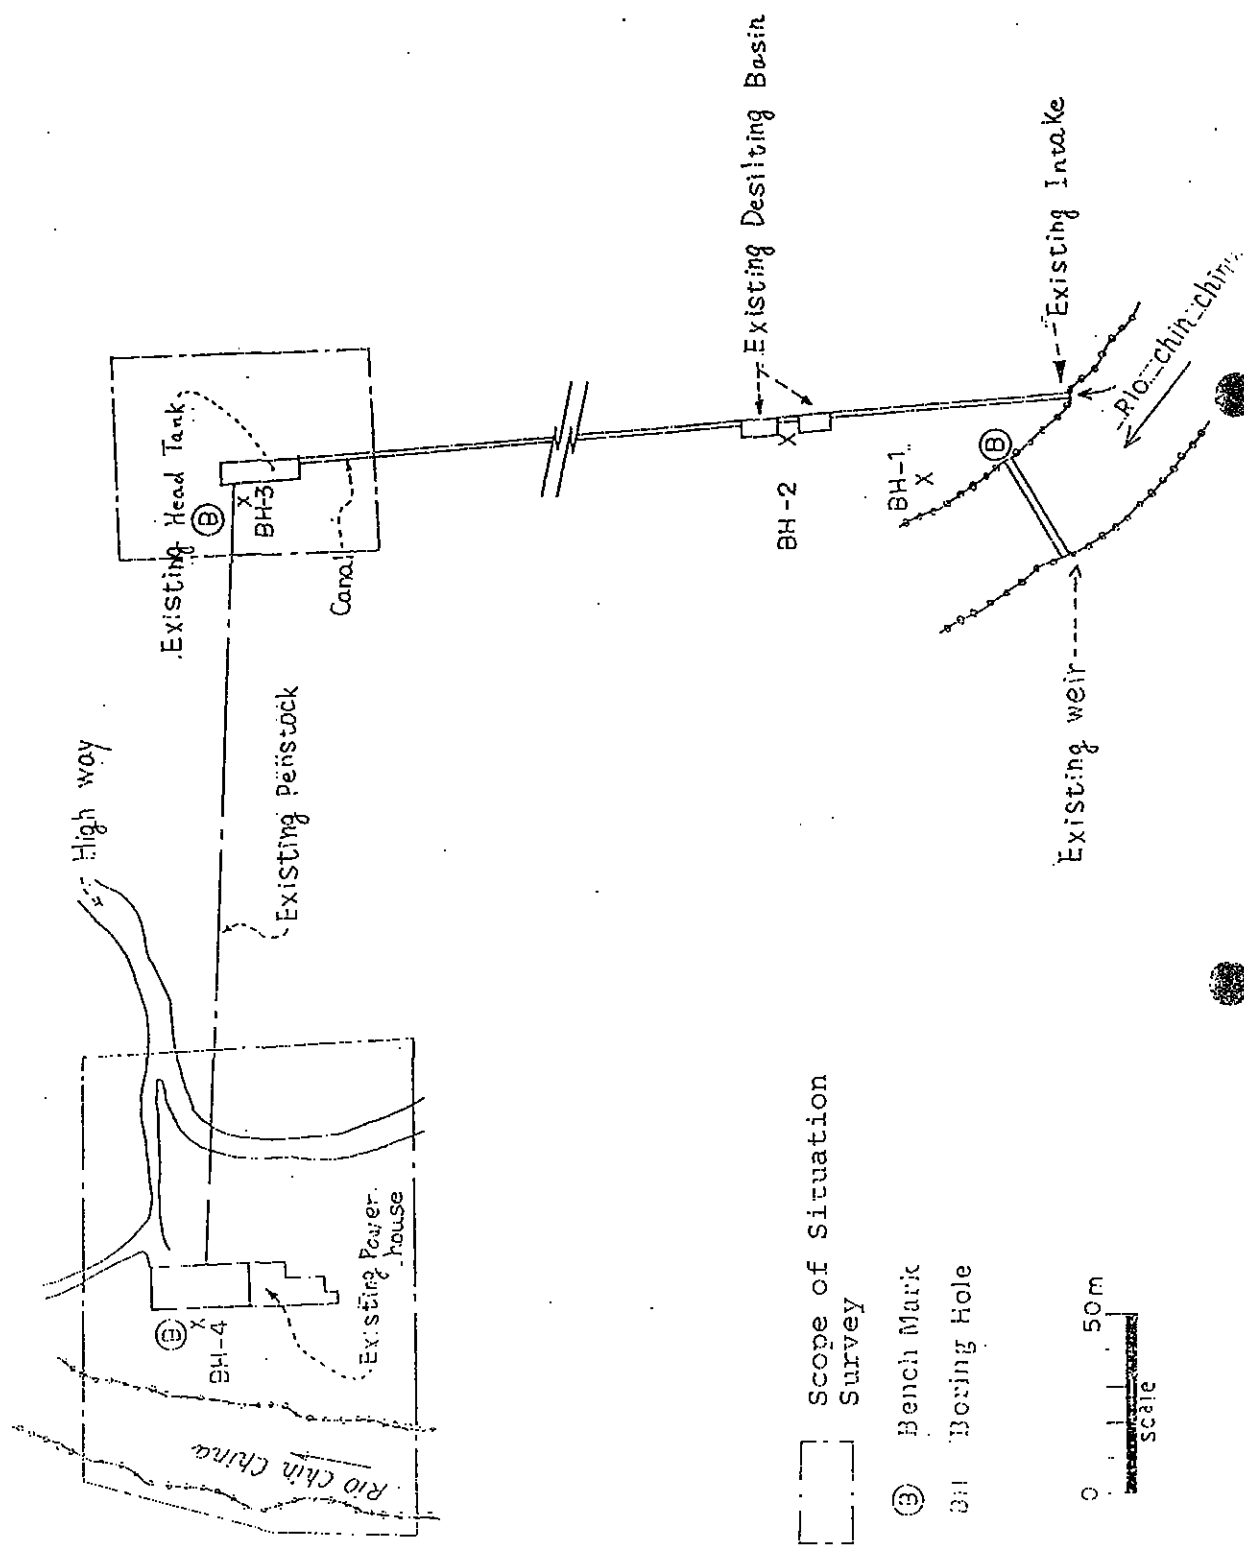 High way
Existing Head Tank
B
BH-3
Canal
Existing Penstock
Existing Desilting Basin
BH-2
BH-1
B
Existing Intake
Existing weir
B
BH-4
Existing Power
house
Rio Chin China
Scope of Situation
Survey
B Bench Mark
BH Boring Hole
0 50m
scale